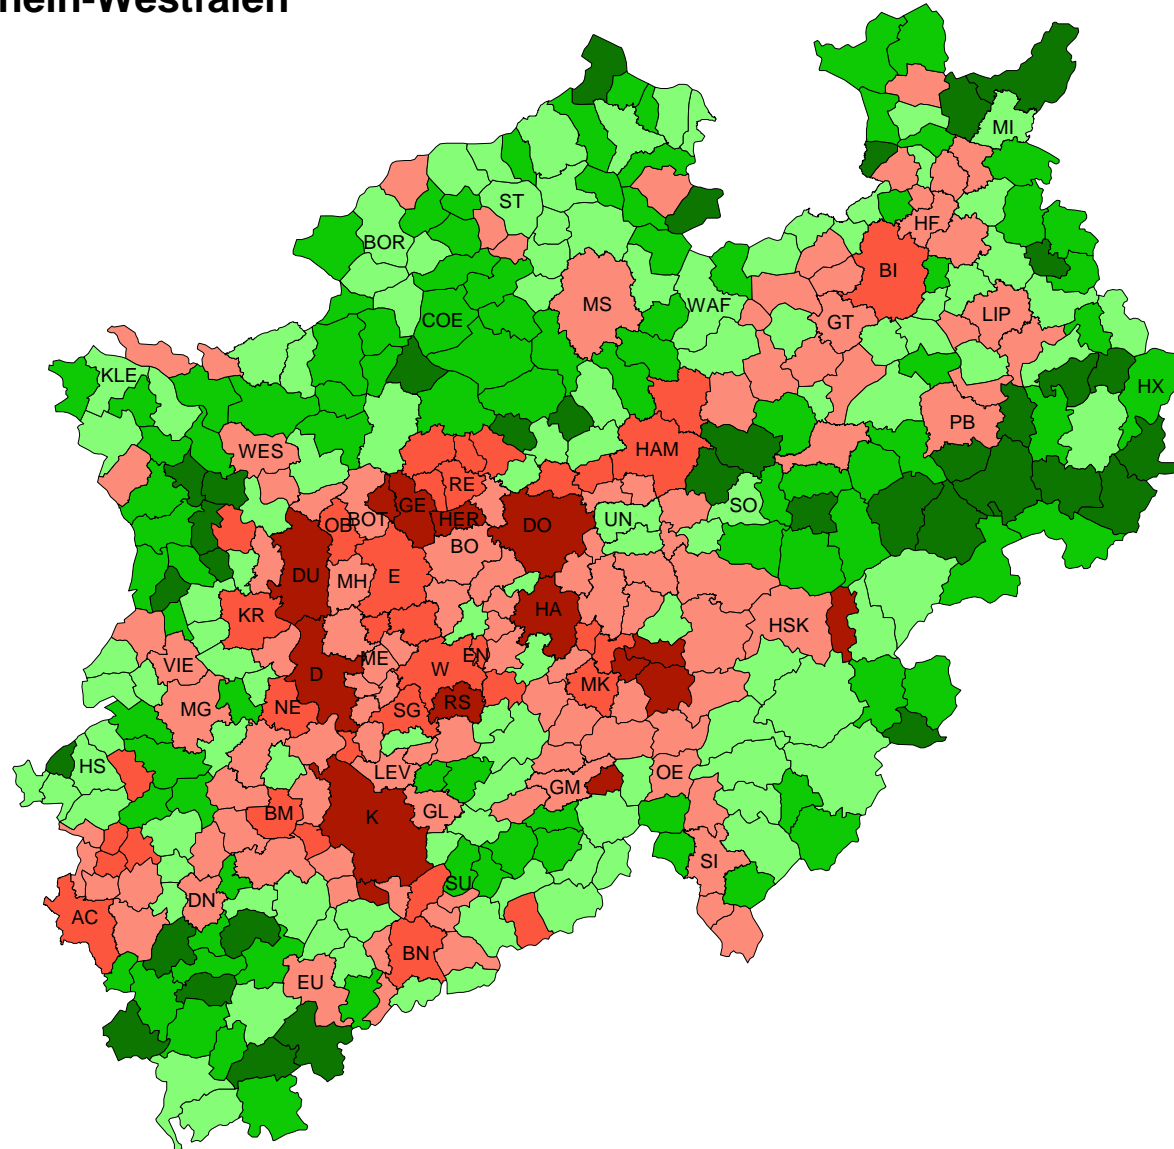 hein-Westfalen
MI
ST
HF
BOR
BI
MS
WAF
LIP
COE
GT
KLE
HX
PB
WES
HAM
RE
GE
SO
BOT
HER
UN
OB
DO
BO
DU
MH
E
HA
KR
HSK
EN
ME
VIE
W
D
MK
RS
NE
SG
MG
HS
LEV
OE
GM
GL
BM
K
SI
SU
DN
AC
BN
EU